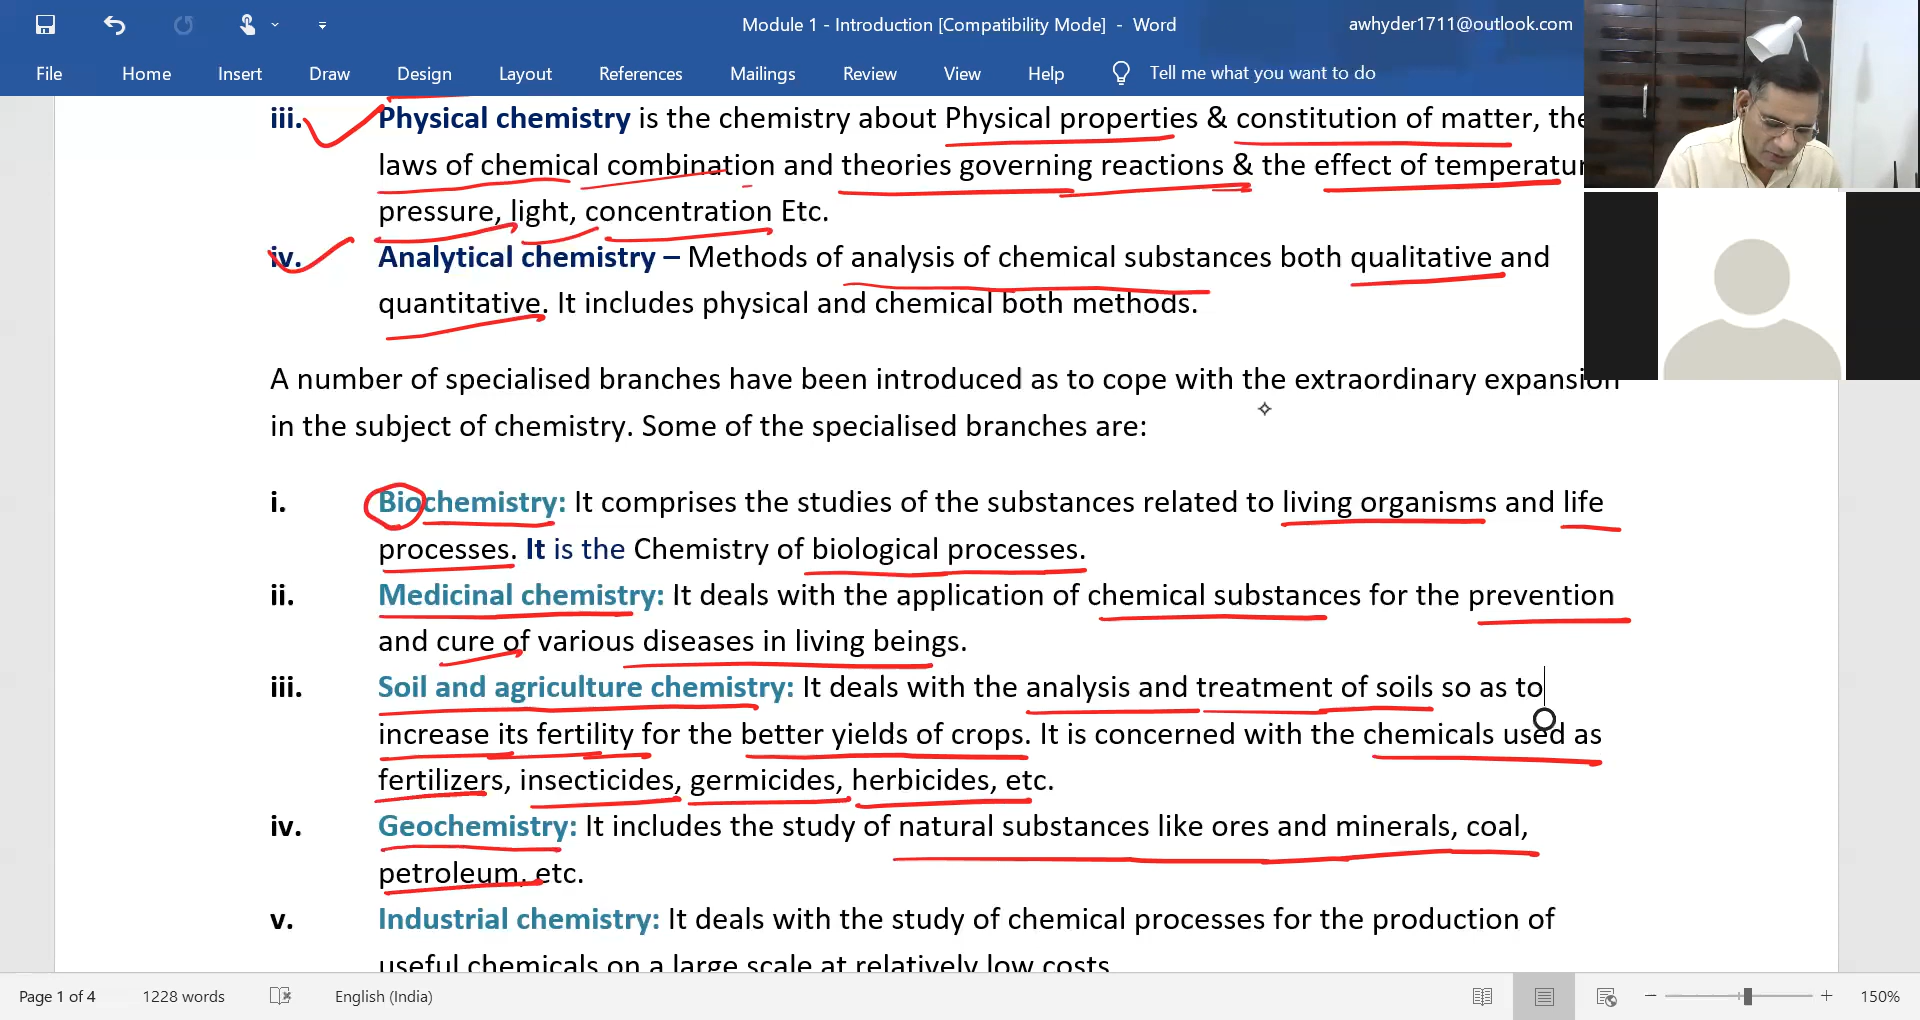 Module 1 - Introduction [Compatibility Mode] - Word
awhyder1711@outlook.com
File Home Insert Draw Design Layout References Mailings Review View Help Tell me what you want to do
iii. Physical chemistry is the chemistry about Physical properties & constitution of matter, the
laws of chemical combination and theories governing reactions & the effect of temperatur
pressure, light, concentration Etc.
iv. Analytical chemistry – Methods of analysis of chemical substances both qualitative and
quantitative. It includes physical and chemical both methods.
A number of specialised branches have been introduced as to cope with the extraordinary expansion
in the subject of chemistry. Some of the specialised branches are:
i. Biochemistry: It comprises the studies of the substances related to living organisms and life
processes. It is the Chemistry of biological processes.
ii. Medicinal chemistry: It deals with the application of chemical substances for the prevention
and cure of various diseases in living beings.
iii. Soil and agriculture chemistry: It deals with the analysis and treatment of soils so as to
increase its fertility for the better yields of crops. It is concerned with the chemicals used as
fertilizers, insecticides, germicides, herbicides, etc.
iv. Geochemistry: It includes the study of natural substances like ores and minerals, coal,
petroleum, etc.
v. Industrial chemistry: It deals with the study of chemical processes for the production of
useful chemicals on a large scale at relatively low costs
Page 1 of 4 1228 words English (India) 150%